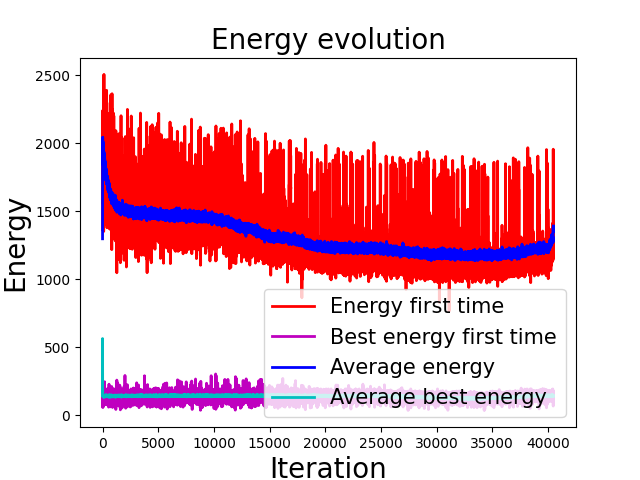 Energy evolution
2500
2000
1500
1000
500
0
Energy
Energy first time
Best energy first time
Average energy
Average best energy
0 5000 10000 15000 20000 25000 30000 35000 40000
Iteration